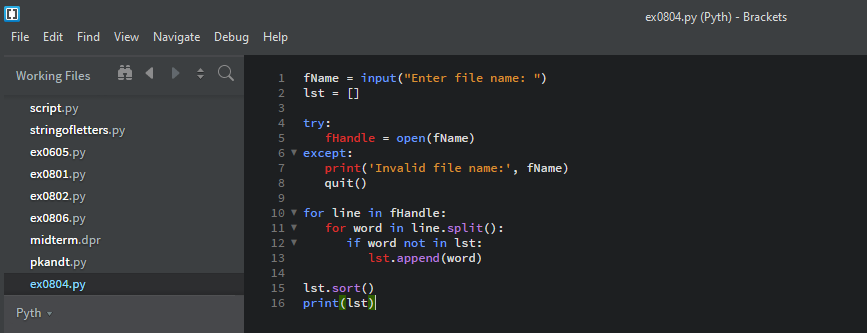 ex0804.py (Pyth) - Brackets
File Edit Find View Navigate Debug Help
Working Files
script.py
stringofletters.py
ex0605.py
ex0801.py
ex0802.py
ex0806.py
midterm.dpr
pkandt.py
ex0804.py
Pyth
1 fName = input("Enter file name: ")
2 lst = []
3
4 try:
5    fHandle = open(fName)
6 except:
7    print('Invalid file name:', fName)
8    quit()
9
10 for line in fHandle:
11    for word in line.split():
12       if word not in lst:
13          lst.append(word)
14
15 lst.sort()
16 print(lst)